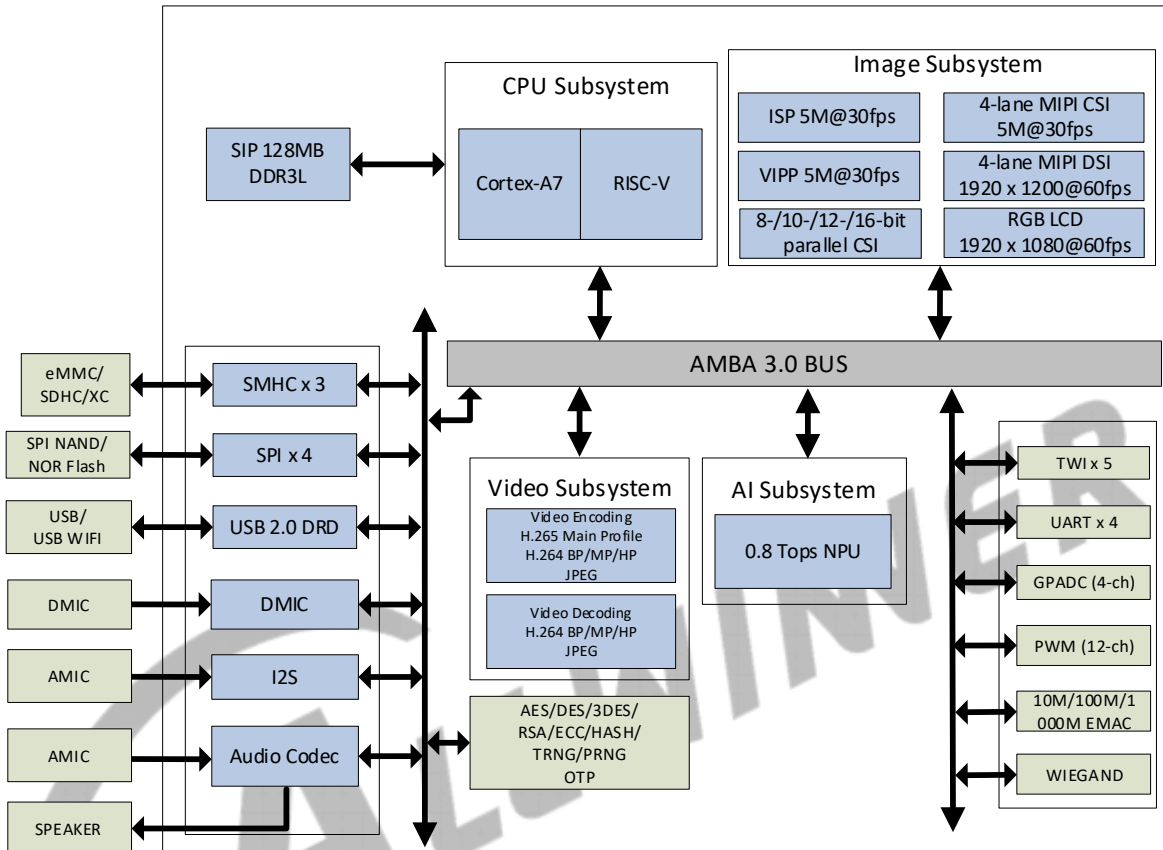 CPU Subsystem
Cortex-A7
RISC-V
SIP 128MB
DDR3L
Image Subsystem
ISP 5M@30fps
4-lane MIPI CSI
5M@30fps
VIPP 5M@30fps
4-lane MIPI DSI
1920 x 1200@60fps
8-/10-/12-/16-bit
parallel CSI
RGB LCD
1920 x 1080@60fps
AMBA 3.0 BUS
eMMC/
SDHC/XC
SMHC x 3
SPI NAND/
NOR Flash
SPI x 4
USB/
USB WIFI
USB 2.0 DRD
DMIC
DMIC
AMIC
I2S
AMIC
Audio Codec
SPEAKER
Video Subsystem
Video Encoding
H.265 Main Profile
H.264 BP/MP/HP
JPEG
Video Decoding
H.264 BP/MP/HP
JPEG
AES/DES/3DES/
RSA/ECC/HASH/
TRNG/PRNG
OTP
AI Subsystem
0.8 Tops NPU
TWI x 5
UART x 4
GPADC (4-ch)
PWM (12-ch)
10M/100M/1
000M EMAC
WIEGAND
ALLWINNER